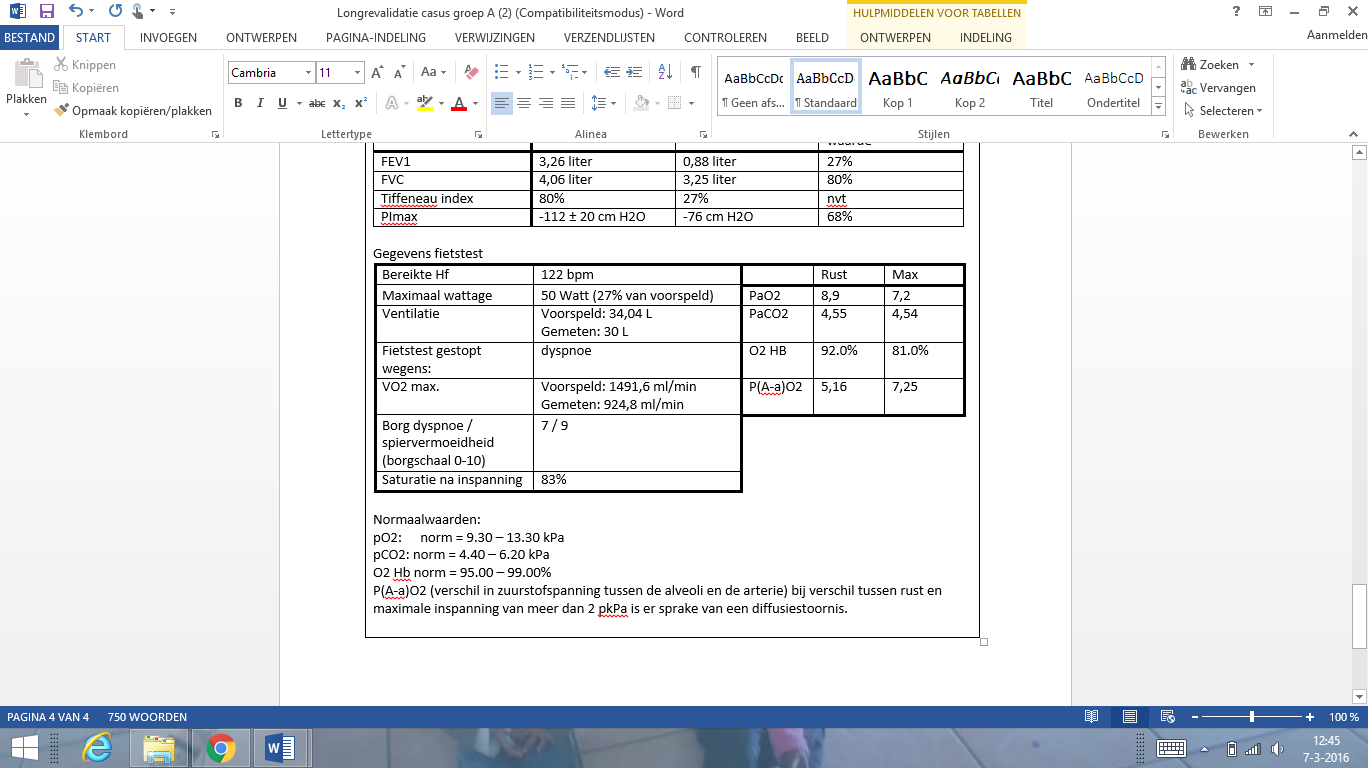 Longrevalidatie casus groep A (2) (Compatibiliteitsmodus) - Word
HULPMIDDELEN VOOR TABELLEN
?
BESTAND START INVOEGEN ONTWERPEN PAGINA-INDELING VERWIJZINGEN VERZENDLIJSTEN CONTROLEREN BEELD ONTWERPEN INDELING
Aanmelden
Plakken
Knippen
Kopiëren
Opmaak kopiëren/plakken
Klembord
Cambria 11
B I U abc x₂ x²
Lettertype
Alinea
AaBbCcDc AaBbCcD AaBbC AaBbCc AaBbC AaBbCcD
¶ Geen afs... ¶ Standaard Kop 1 Kop 2 Titel Ondertitel
Stijlen
Zoeken
Vervangen
Selecteren
Bewerken
waarde
FEV1 3,26 liter 0,88 liter 27%
FVC 4,06 liter 3,25 liter 80%
Tiffeneau index 80% 27% nvt
PImax -112 ± 20 cm H2O -76 cm H2O 68%
Gegevens fietstest
Bereikte Hf 122 bpm Rust Max
Maximaal wattage 50 Watt (27% van voorspeld) PaO2 8,9 7,2
Ventilatie Voorspeld: 34,04 L PaCO2 4,55 4,54
Gemeten: 30 L
Fietstest gestopt dyspnoe O2 HB 92.0% 81.0%
wegens:
VO2 max. Voorspeld: 1491,6 ml/min P(A-a)O2 5,16 7,25
Gemeten: 924,8 ml/min
Borg dyspnoe / 7 / 9
spiervermoeidheid
(borgschaal 0-10)
Saturatie na inspanning 83%
Normaalwaarden:
pO2: norm = 9.30 – 13.30 kPa
pCO2: norm = 4.40 – 6.20 kPa
O2 Hb norm = 95.00 – 99.00%
P(A-a)O2 (verschil in zuurstofspanning tussen de alveoli en de arterie) bij verschil tussen rust en
maximale inspanning van meer dan 2 pkPa is er sprake van een diffusiestoornis.
PAGINA 4 VAN 4 750 WOORDEN
100 %
12:45
7-3-2016